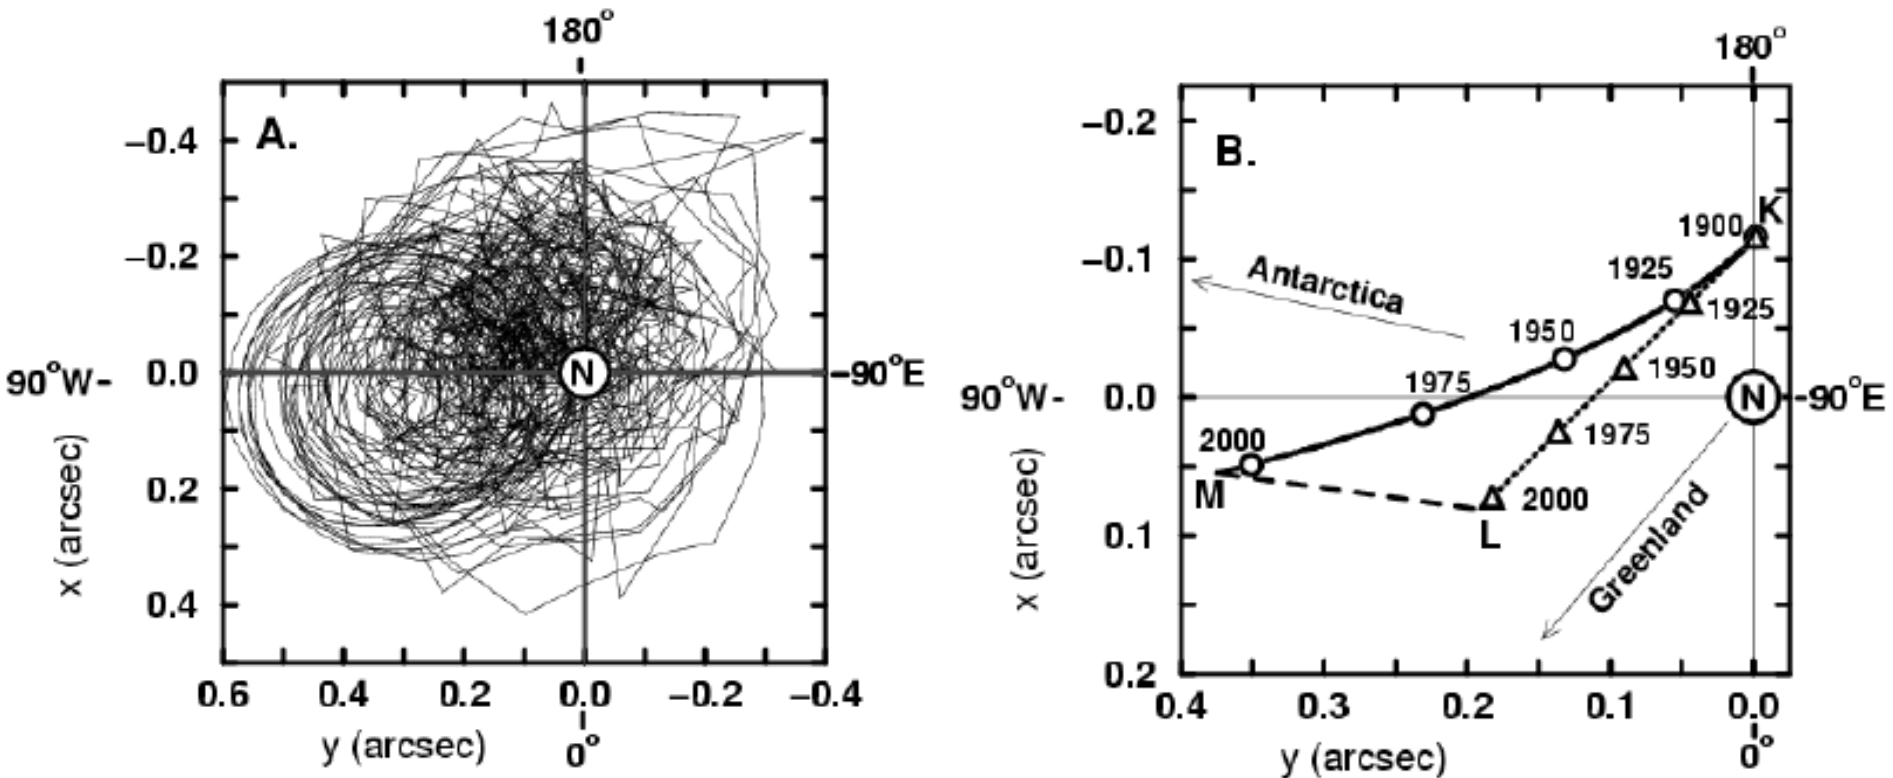 180°
A.
−0.4
−0.2
90°W-
0.0
N
-90°E
0.2
0.4
x (arcsec)
0.6 0.4 0.2 0.0 −0.2 −0.4
y (arcsec)
0°
180°
B.
−0.2
K
1900
−0.1
1925
Antarctica
1925
1950
1950
1975
90°W-
0.0
N
-90°E
1975
2000
M
2000
L
0.1
Greenland
x (arcsec)
0.2
0.4 0.3 0.2 0.1 0.0
y (arcsec)
0°